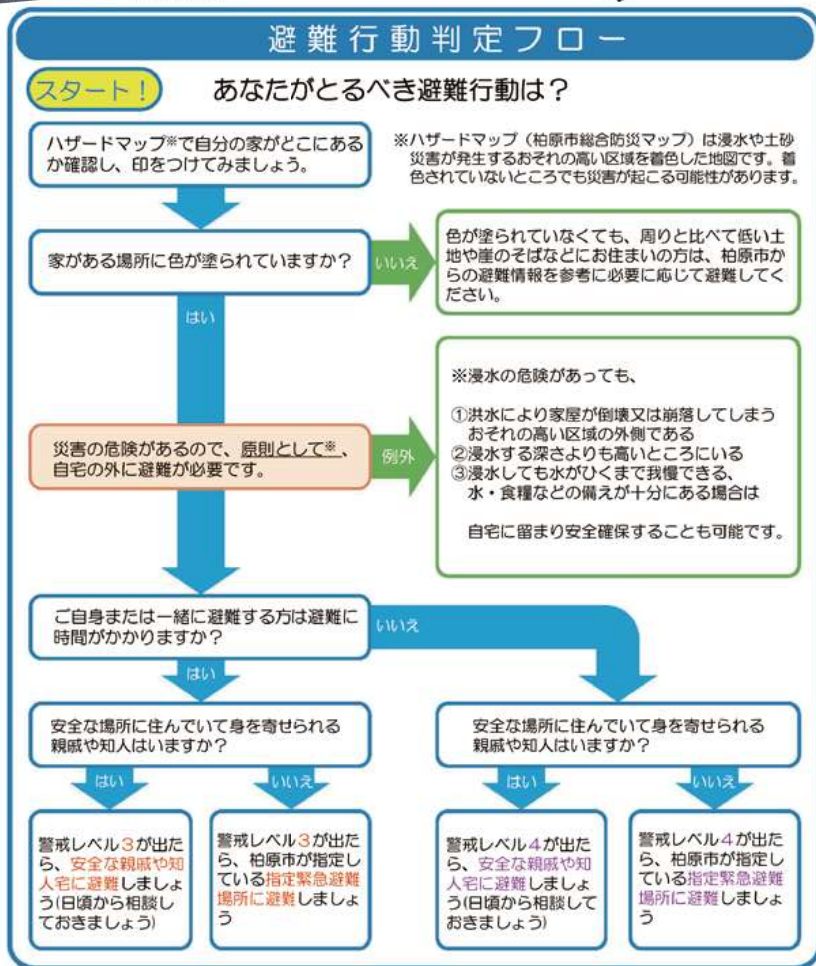 避難行動判定フロー
スタート！
あなたがとるべき避難行動は？
ハザードマップ※で自分の家がどこにある
か確認し、印をつけてみましょう。
※ハザードマップ（柏原市総合防災マップ）は浸水や土砂
災害が発生するおそれの高い区域を着色した地図です。着
色されていないところでも災害が起こる可能性があります。
家がある場所に色が塗られていますか？
いいえ
色が塗られていなくても、周りと比べて低い土
地や崖のそばなどにお住まいの方は、柏原市か
らの避難情報を参考に必要に応じて避難してく
ださい。
はい
災害の危険があるので、原則として※、
自宅の外に避難が必要です。
例外
※浸水の危険があっても、
①洪水により家屋が倒壊又は崩落してしまう
おそれの高い区域の外側である
②浸水する深さよりも高いところにいる
③浸水しても水がひくまで我慢できる、
水・食糧などの備えが十分にある場合は
自宅に留まり安全確保することも可能です。
ご自身または一緒に避難する方は避難に
時間がかかりますか？
いいえ
はい
安全な場所に住んでいて身を寄せられる
親戚や知人はいますか？
はい
いいえ
警戒レベル3が出た
ら、安全な親戚や知
人宅に避難しましょ
う(日頃から相談し
ておきましょう)
警戒レベル3が出た
ら、柏原市が指定し
ている指定緊急避難
場所に避難しましょ
う
安全な場所に住んでいて身を寄せられる
親戚や知人はいますか？
はい
いいえ
警戒レベル4が出た
ら、安全な親戚や知
人宅に避難しましょ
う(日頃から相談し
ておきましょう)
警戒レベル4が出た
ら、柏原市が指定し
ている指定緊急避難
場所に避難しましょ
う